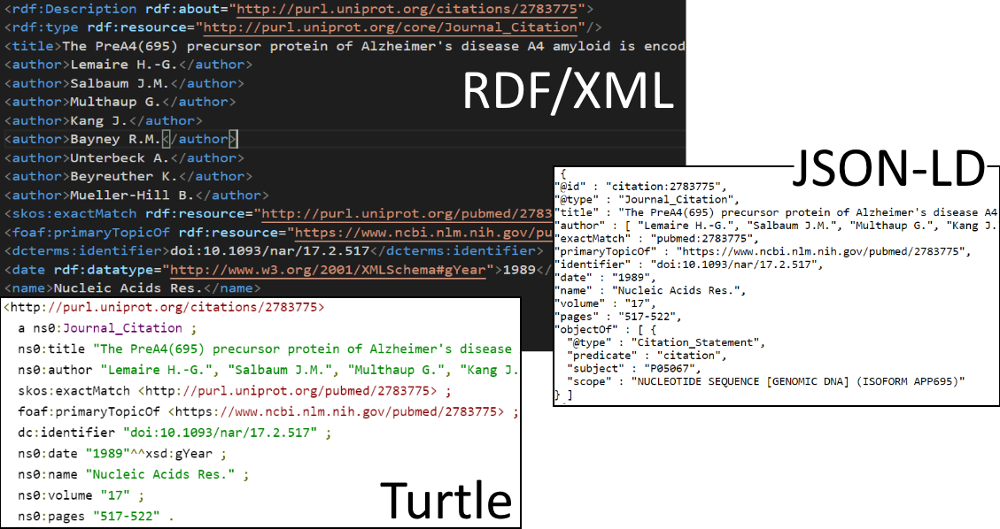 <rdf:Description rdf:about="http://purl.uniprot.org/citations/2783775">
<rdf:type rdf:resource="http://purl.uniprot.org/core/Journal_Citation"/>
<title>The PreA4(695) precursor protein of Alzheimer's disease A4 amyloid is encod
<author>Lemaire H.-G.</author>
<author>Salbaum J.M.</author>
<author>Multhaup G.</author>
<author>Kang J.</author>
<author>Bayney R.M.</author>
<author>Unterbeck A.</author>
<author>Beyreuther K.</author>
<author>Mueller-Hill B.</author>
<skos:exactMatch rdf:resource="http://purl.uniprot.org/pubmed/2783
<foaf:primaryTopicOf rdf:resource="https://www.ncbi.nlm.nih.gov/pu
<dcterms:identifier>doi:10.1093/nar/17.2.517</dcterms:identifier>
<date rdf:datatype="http://www.w3.org/2001/XMLSchema#gYear">1989</
<name>Nucleic Acids Res.</name>
RDF/XML
JSON-LD
{
"@id" : "citation:2783775",
"@type" : "Journal_Citation",
"title" : "The PreA4(695) precursor protein of Alzheimer's disease A4
"author" : [ "Lemaire H.-G.", "Salbaum J.M.", "Multhaup G.", "Kang J.
"exactMatch" : "pubmed:2783775",
"primaryTopicOf" : "https://www.ncbi.nlm.nih.gov/pubmed/2783775",
"identifier" : "doi:10.1093/nar/17.2.517",
"date" : "1989",
"name" : "Nucleic Acids Res.",
"volume" : "17",
"pages" : "517-522",
"objectOf" : [ {
"@type" : "Citation_Statement",
"predicate" : "citation",
"subject" : "P05067",
"scope" : "NUCLEOTIDE SEQUENCE [GENOMIC DNA] (ISOFORM APP695)"
} ]
<http://purl.uniprot.org/citations/2783775>
a ns0:Journal_Citation ;
ns0:title "The PreA4(695) precursor protein of Alzheimer's disease
ns0:author "Lemaire H.-G.", "Salbaum J.M.", "Multhaup G.", "Kang J.
skos:exactMatch <http://purl.uniprot.org/pubmed/2783775> ;
foaf:primaryTopicOf <https://www.ncbi.nlm.nih.gov/pubmed/2783775> ;
dc:identifier "doi:10.1093/nar/17.2.517" ;
ns0:date "1989"^^xsd:gYear ;
ns0:name "Nucleic Acids Res." ;
ns0:volume "17" ;
ns0:pages "517-522" .
Turtle